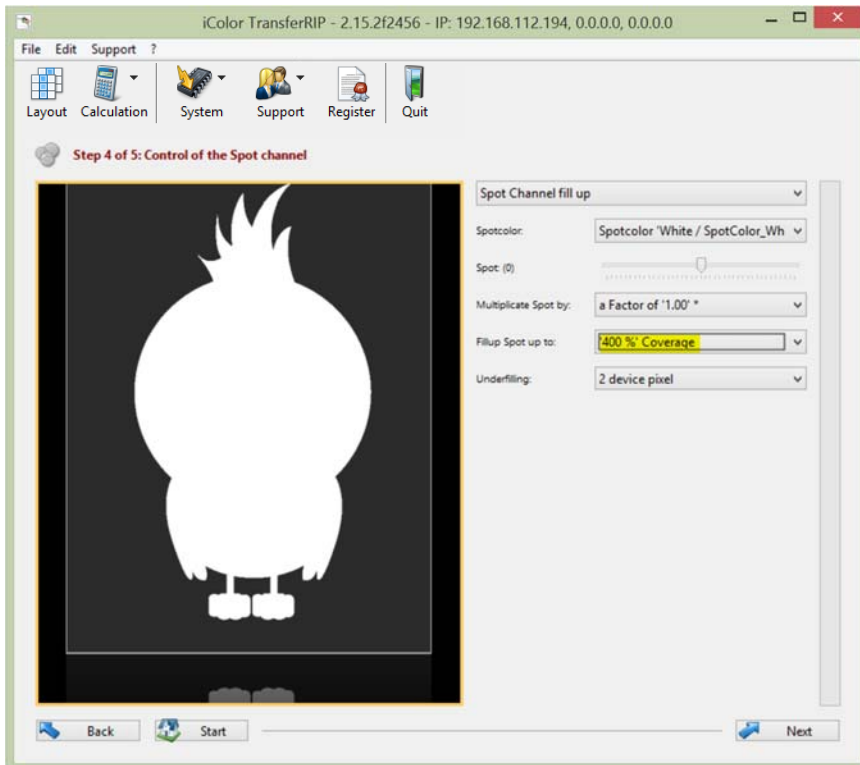 iColor TransferRIP - 2.15.2f2456 - IP: 192.168.112.194, 0.0.0.0, 0.0.0.0
File Edit Support ?
Layout Calculation System Support Register Quit
Step 4 of 5: Control of the Spot channel
Spot Channel fill up
Spotcolor: Spotcolor 'White / SpotColor_Wh
Spot: (0)
Multiplicate Spot by: a Factor of '1.00' *
Fillup Spot up to: '400 %' Coverage
Underfilling: 2 device pixel
Back Start Next